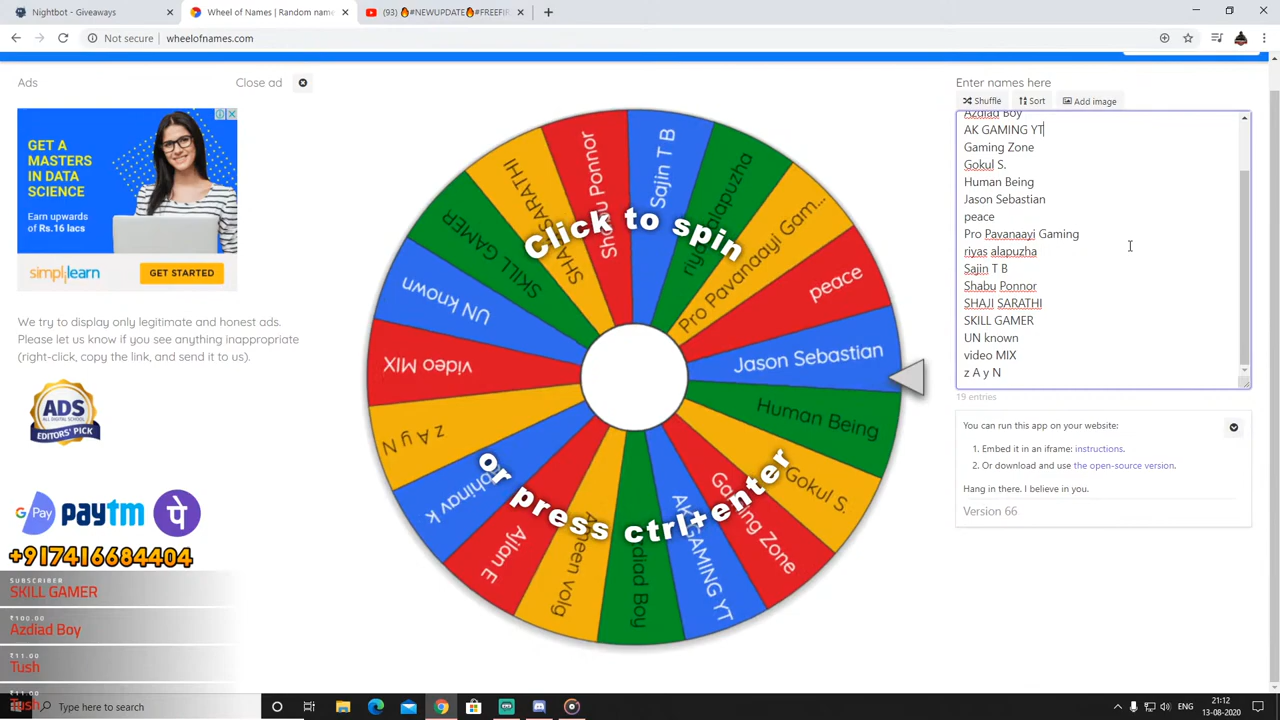 Nightbot - Giveaways
Wheel of Names | Random name
(93) 🔥#NEWUPDATE🔥#FREEFIR
Not secure
wheelofnames.com
Ads
Close ad
GET A
MASTERS
IN DATA
SCIENCE
Earn upwards
of Rs.16 lacs
simplilearn
GET STARTED
We try to display only legitimate and honest ads.
Please let us know if you see anything inappropriate
(right-click, copy the link, and send it to us).
ADS
EDITORS' PICK
G Pay
paytm
पे
+917416684404
SUBSCRIBER
SKILL GAMER
₹100.00
Azdiad Boy
₹11.00
Tush
₹11.00
Tush
Click to spin
or press ctrl+enter
Shabu Ponnor
Sajin T B
riyas alapuzha
Pro Pavanaayi Gam...
peace
Jason Sebastian
Human Being
Gokul S.
Gaming Zone
AK GAMING YT
z A y N
video MIX
UN known
SKILL GAMER
Enter names here
Shuffle
Sort
Add image
Azdiad Boy
AK GAMING YT
Gaming Zone
Gokul S.
Human Being
Jason Sebastian
peace
Pro Pavanaayi Gaming
riyas alapuzha
Sajin T B
Shabu Ponnor
SHAJI SARATHI
SKILL GAMER
UN known
video MIX
z A y N
19 entries
You can run this app on your website:
1. Embed it in an iframe: instructions.
2. Or download and use the open-source version.
Hang in there. I believe in you.
Version 66
Type here to search
21:12
13-08-2020